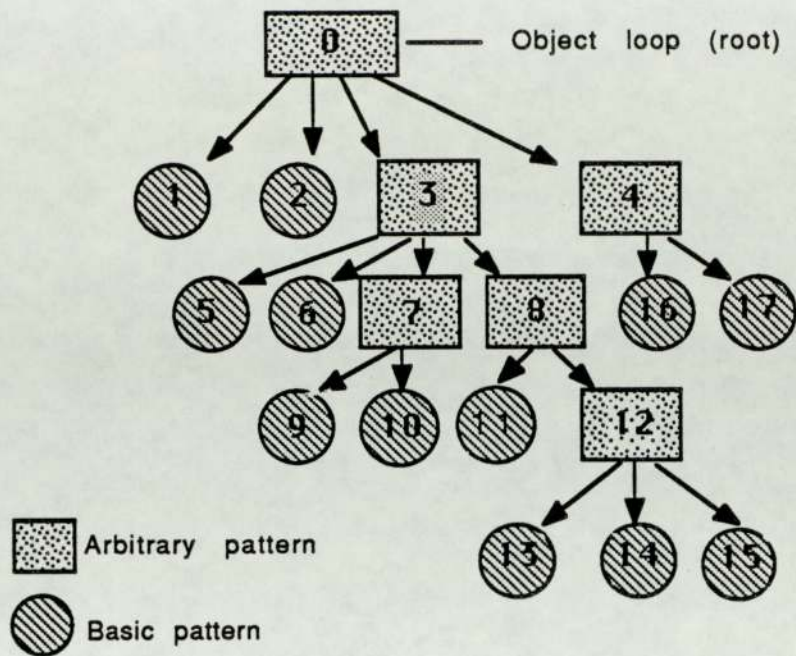 0 Object loop (root)
1 2 3 4
5 6 7 8 16 17
9 10 11 12
13 14 15
Arbitrary pattern
Basic pattern